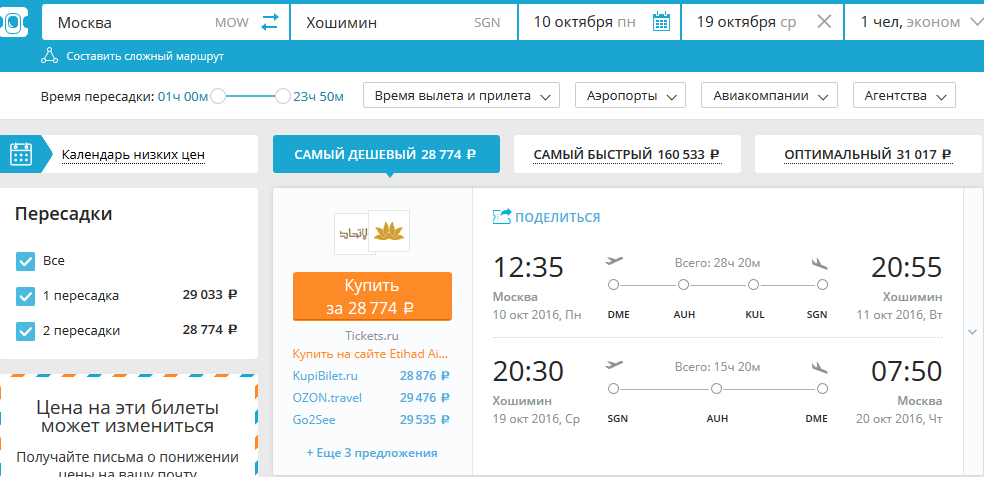 Москва MOW
Хошимин SGN
10 октября пн
19 октября ср
1 чел, эконом
Составить сложный маршрут
Время пересадки: 01ч 00м 23ч 50м
Время вылета и прилета
Аэропорты
Авиакомпании
Агентства
Календарь низких цен
САМЫЙ ДЕШЕВЫЙ 28 774 ₽
САМЫЙ БЫСТРЫЙ 160 533 ₽
ОПТИМАЛЬНЫЙ 31 017 ₽
Пересадки
Все
1 пересадка 29 033 ₽
2 пересадки 28 774 ₽
Цена на эти билеты
может измениться
Получайте письма о понижении
цены на вашу почту
Купить
за 28 774 ₽
Tickets.ru
Купить на сайте Etihad Ai...
KupiBilet.ru 28 876 ₽
OZON.travel 29 476 ₽
Go2See 29 535 ₽
+ Еще 3 предложения
ПОДЕЛИТЬСЯ
12:35 Всего: 28ч 20м 20:55
Москва Хошимин
10 окт 2016, Пн DME AUH KUL SGN 11 окт 2016, Вт
20:30 Всего: 15ч 20м 07:50
Хошимин Москва
19 окт 2016, Ср SGN AUH DME 20 окт 2016, Чт